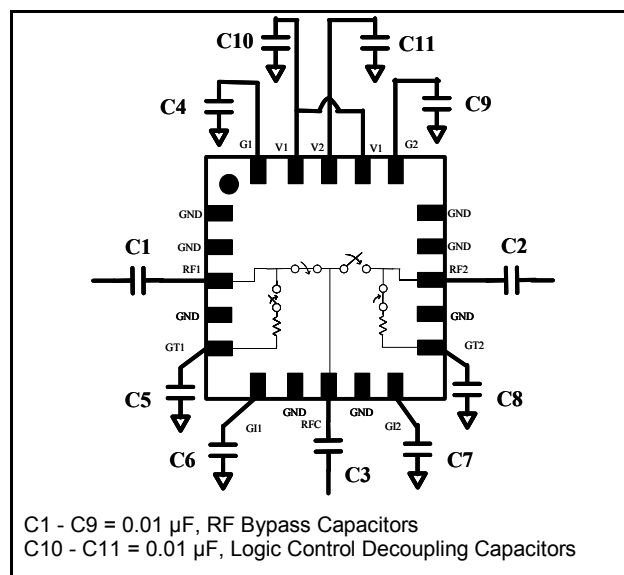 C10 C11
C4 C9
G1 V1 V2 V1 G2
GND GND
GND GND
C1 C2
RF1 RF2
GND GND
GT1 GT2
C5 C8
GI1 GND RFC GND GI2
C6 C3 C7
C1 - C9 = 0.01 µF, RF Bypass Capacitors
C10 - C11 = 0.01 µF, Logic Control Decoupling Capacitors